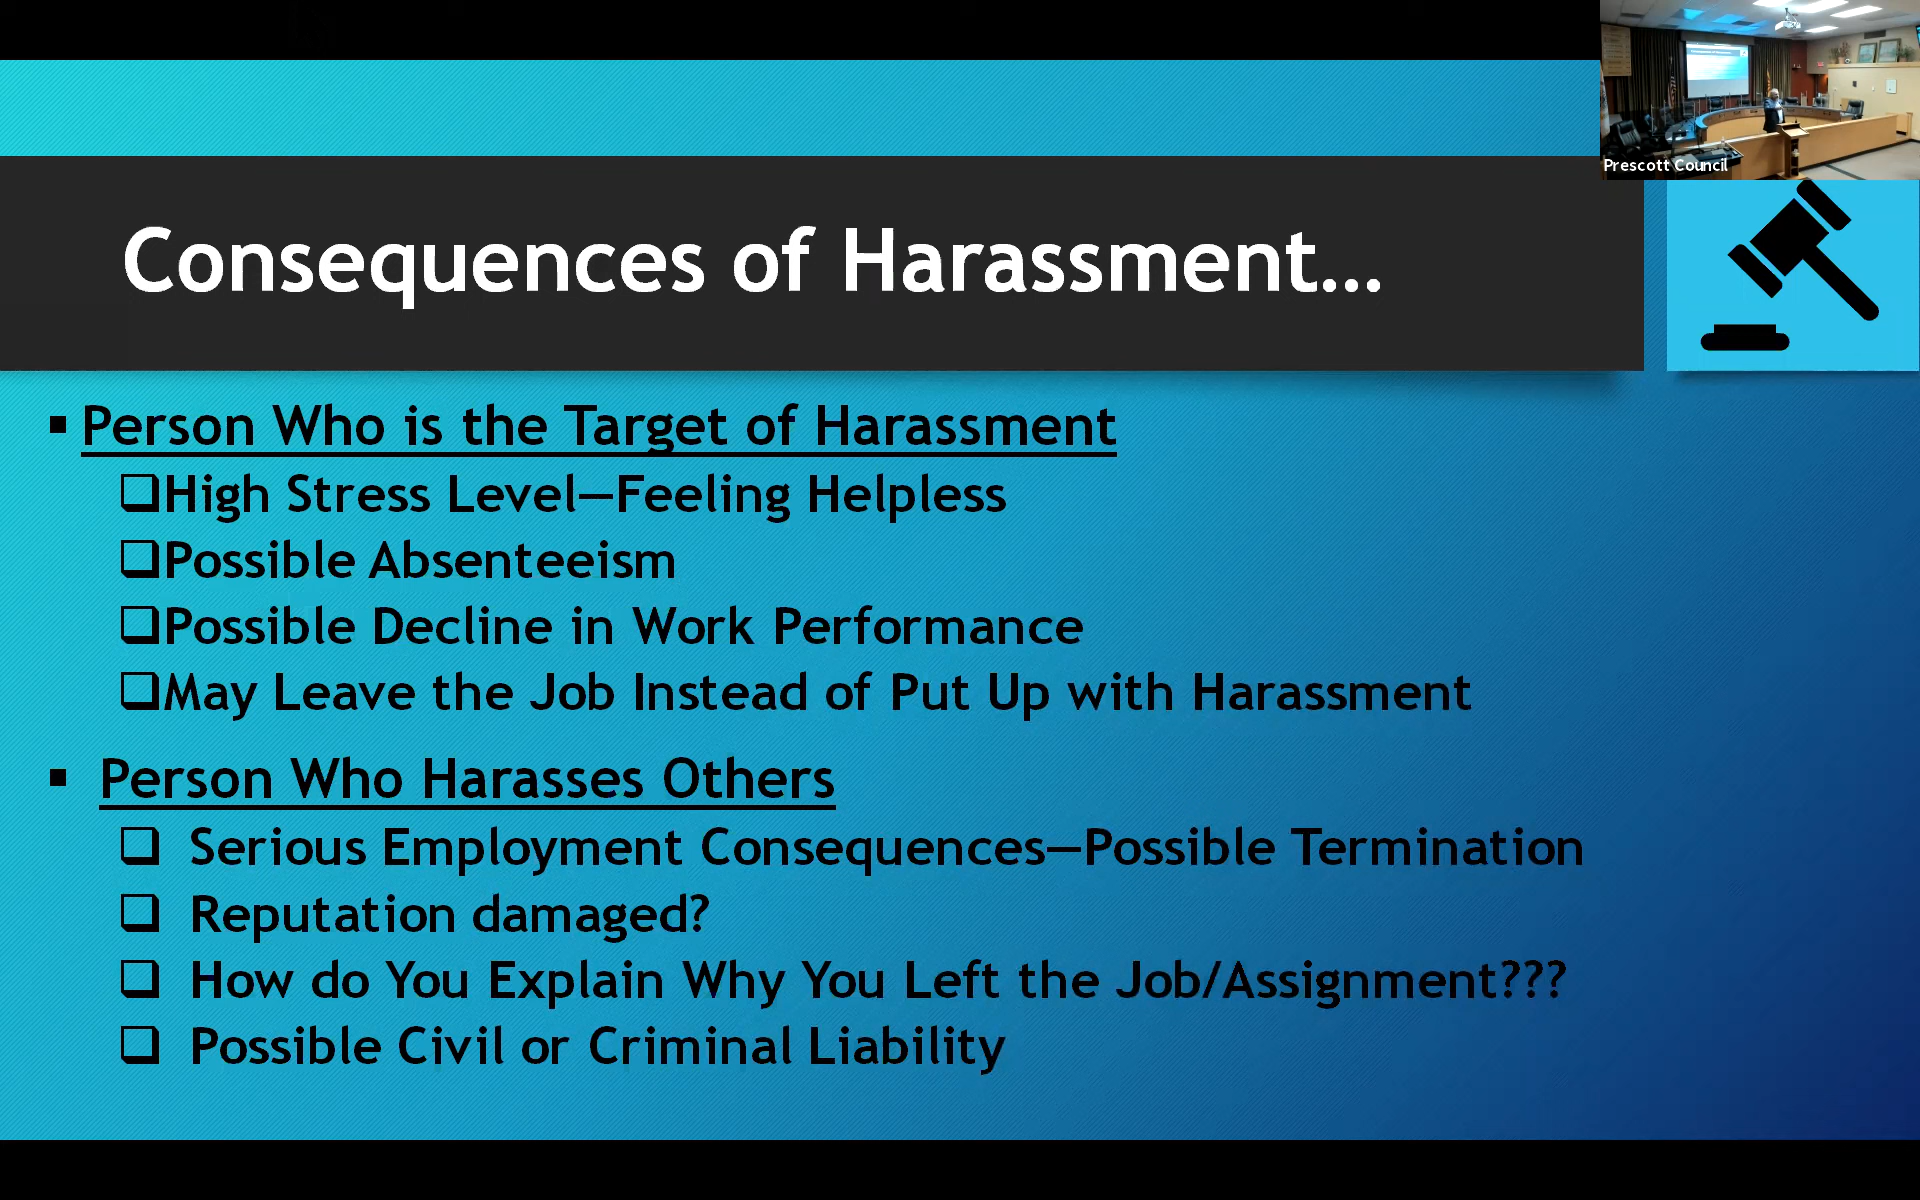 Prescott Council
Consequences of Harassment...
Person Who is the Target of Harassment
High Stress Level—Feeling Helpless
Possible Absenteeism
Possible Decline in Work Performance
May Leave the Job Instead of Put Up with Harassment
Person Who Harasses Others
Serious Employment Consequences—Possible Termination
Reputation damaged?
How do You Explain Why You Left the Job/Assignment???
Possible Civil or Criminal Liability